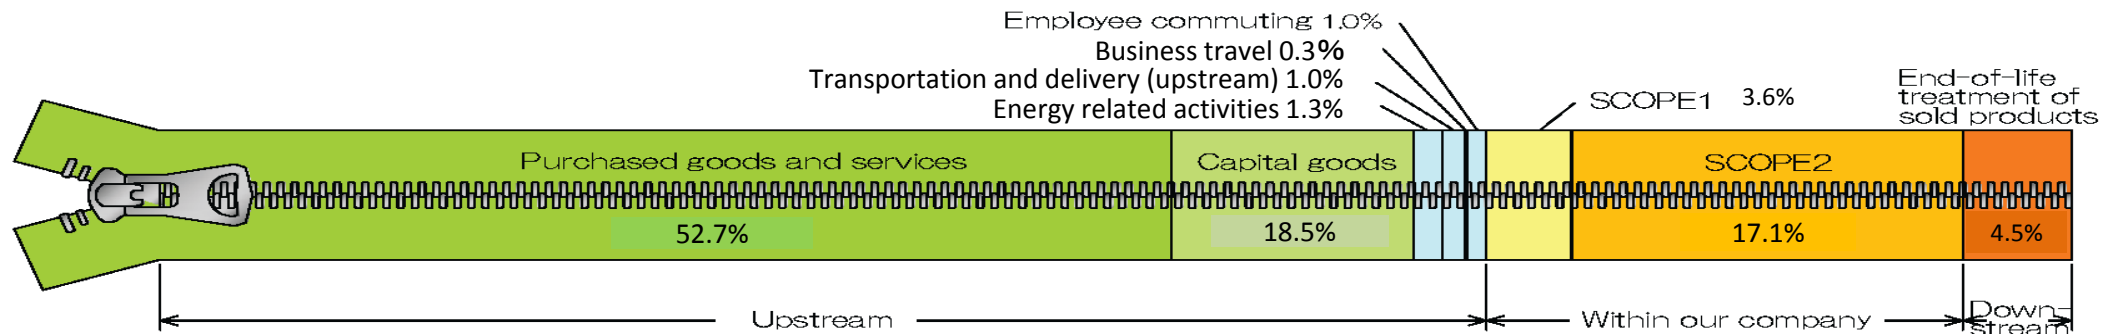 Employee commuting 1.0%
Business travel 0.3%
Transportation and delivery (upstream) 1.0%
Energy related activities 1.3%
SCOPE1 3.6%
End-of-life
treatment of
sold products
Purchased goods and services
Capital goods
SCOPE2
52.7%
18.5%
17.1%
4.5%
Upstream
Within our company
Down-
stream